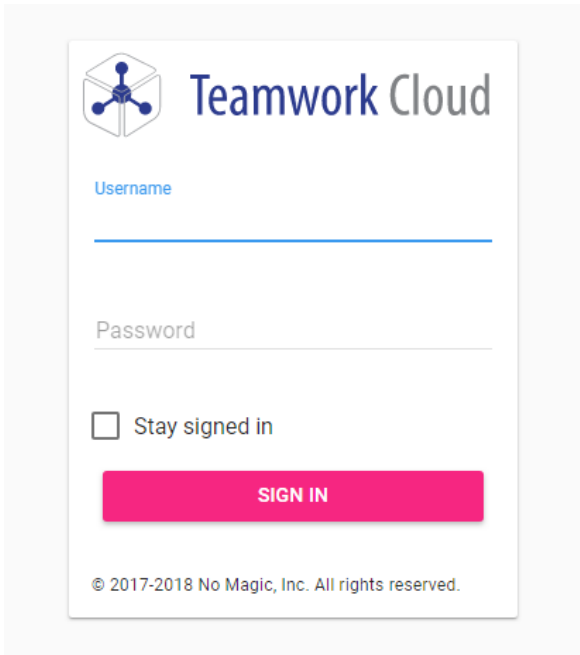 Teamwork Cloud
Username
Password
Stay signed in
SIGN IN
© 2017-2018 No Magic, Inc. All rights reserved.